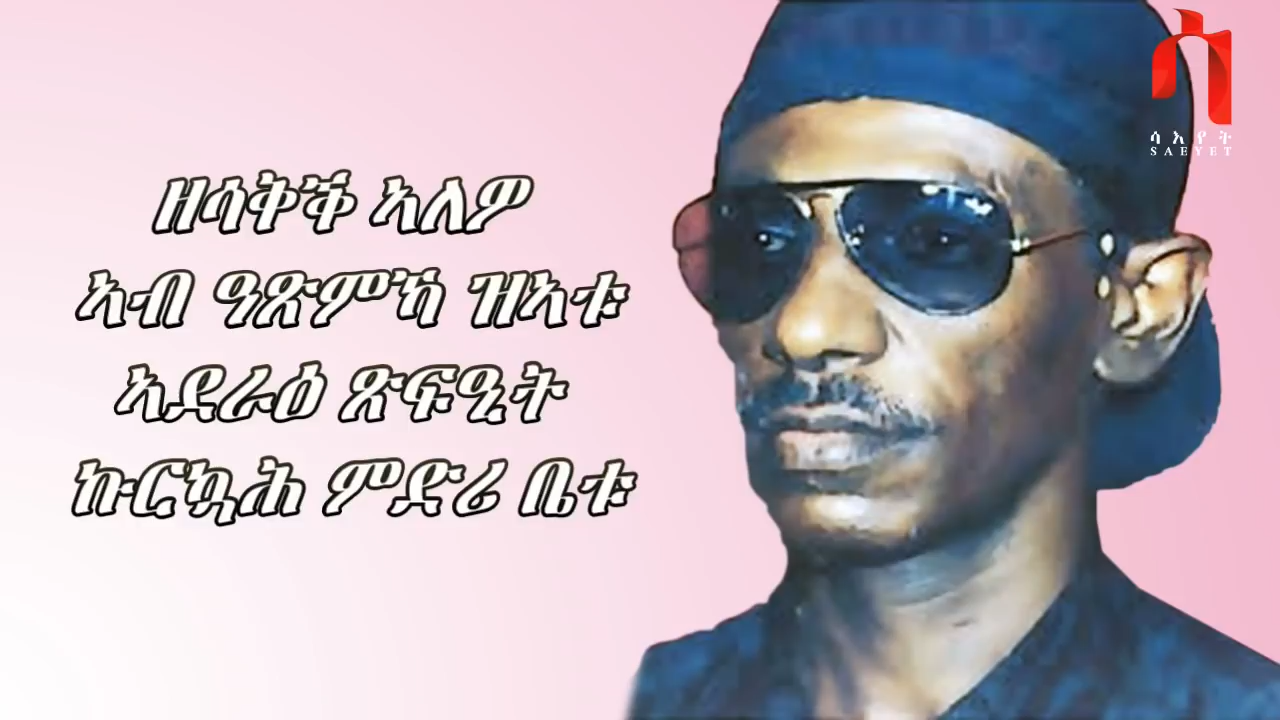 ዘሳቅቕ ኣለዎ
ኣብ ዓጽምኻ ዝኣቱ
ኣደራዕ ጽፍዒት
ኩርኳሕ ምድሪ ቤቱ
ሳእየት
SAEYET